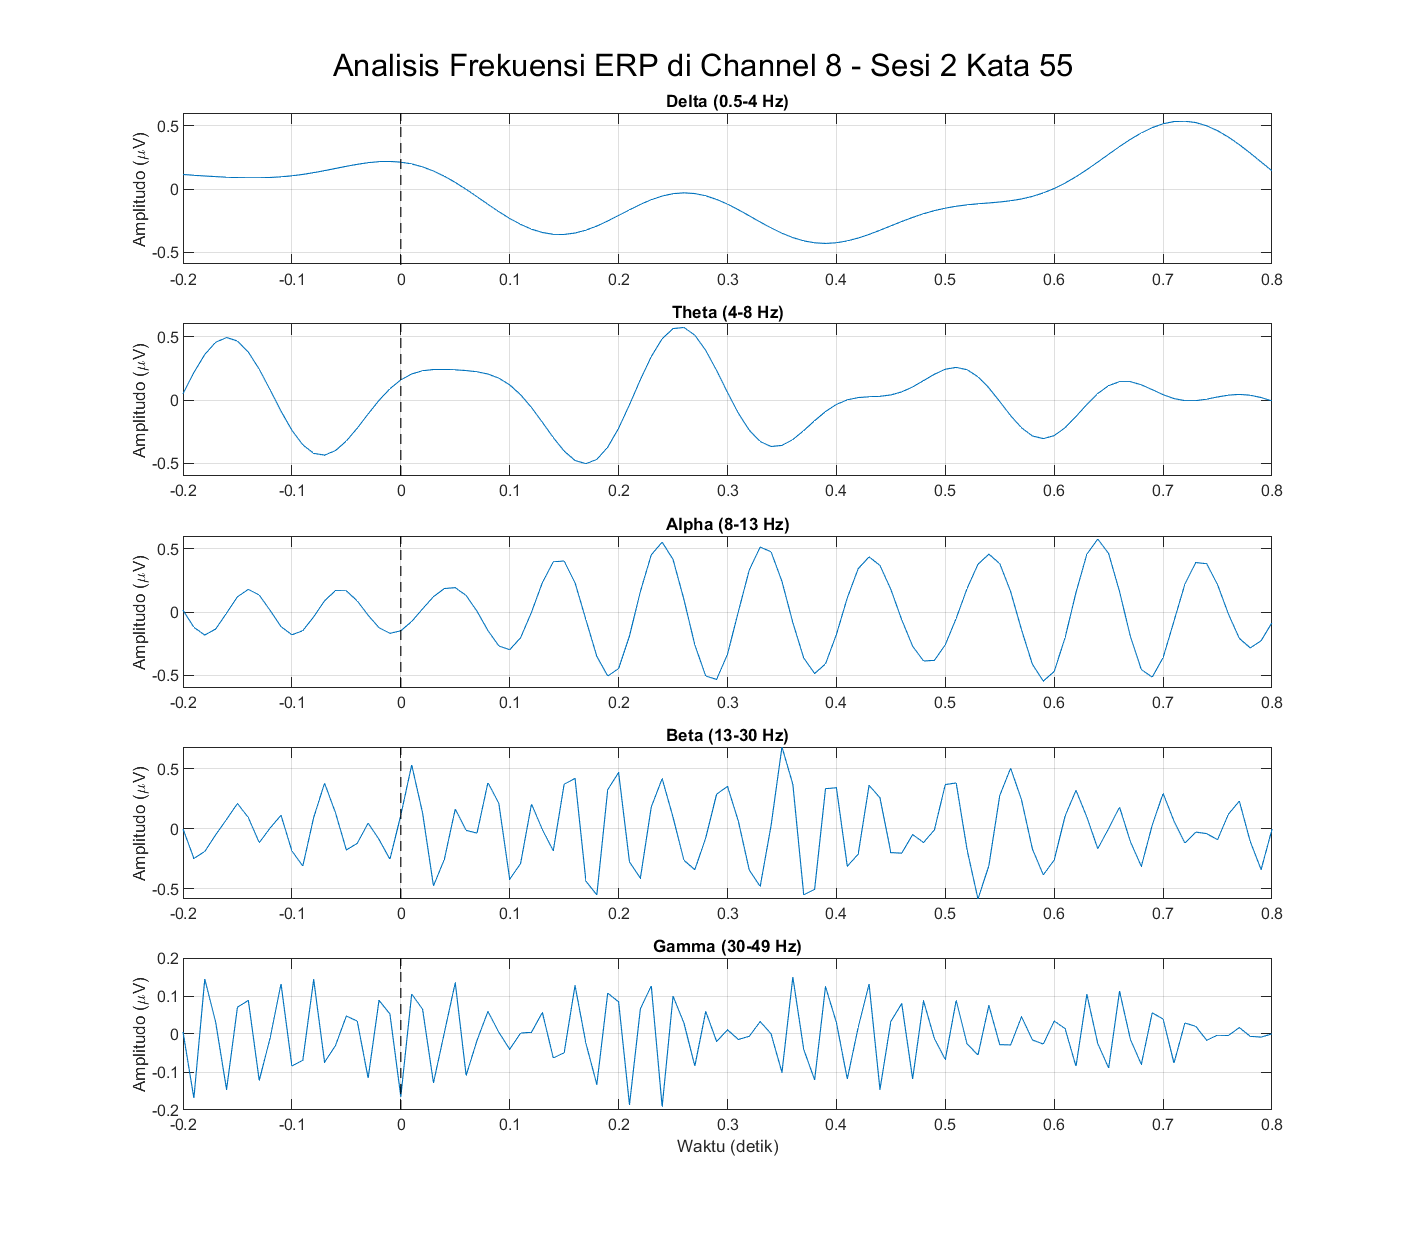 Analisis Frekuensi ERP di Channel 8 - Sesi 2 Kata 55
Delta (0.5-4 Hz)
Amplitudo (μV)
0.5
0
-0.5
-0.2 -0.1 0 0.1 0.2 0.3 0.4 0.5 0.6 0.7 0.8
Theta (4-8 Hz)
Amplitudo (μV)
0.5
0
-0.5
-0.2 -0.1 0 0.1 0.2 0.3 0.4 0.5 0.6 0.7 0.8
Alpha (8-13 Hz)
Amplitudo (μV)
0.5
0
-0.5
-0.2 -0.1 0 0.1 0.2 0.3 0.4 0.5 0.6 0.7 0.8
Beta (13-30 Hz)
Amplitudo (μV)
0.5
0
-0.5
-0.2 -0.1 0 0.1 0.2 0.3 0.4 0.5 0.6 0.7 0.8
Gamma (30-49 Hz)
Amplitudo (μV)
0.2
0.1
0
-0.1
-0.2
-0.2 -0.1 0 0.1 0.2 0.3 0.4 0.5 0.6 0.7 0.8
Waktu (detik)